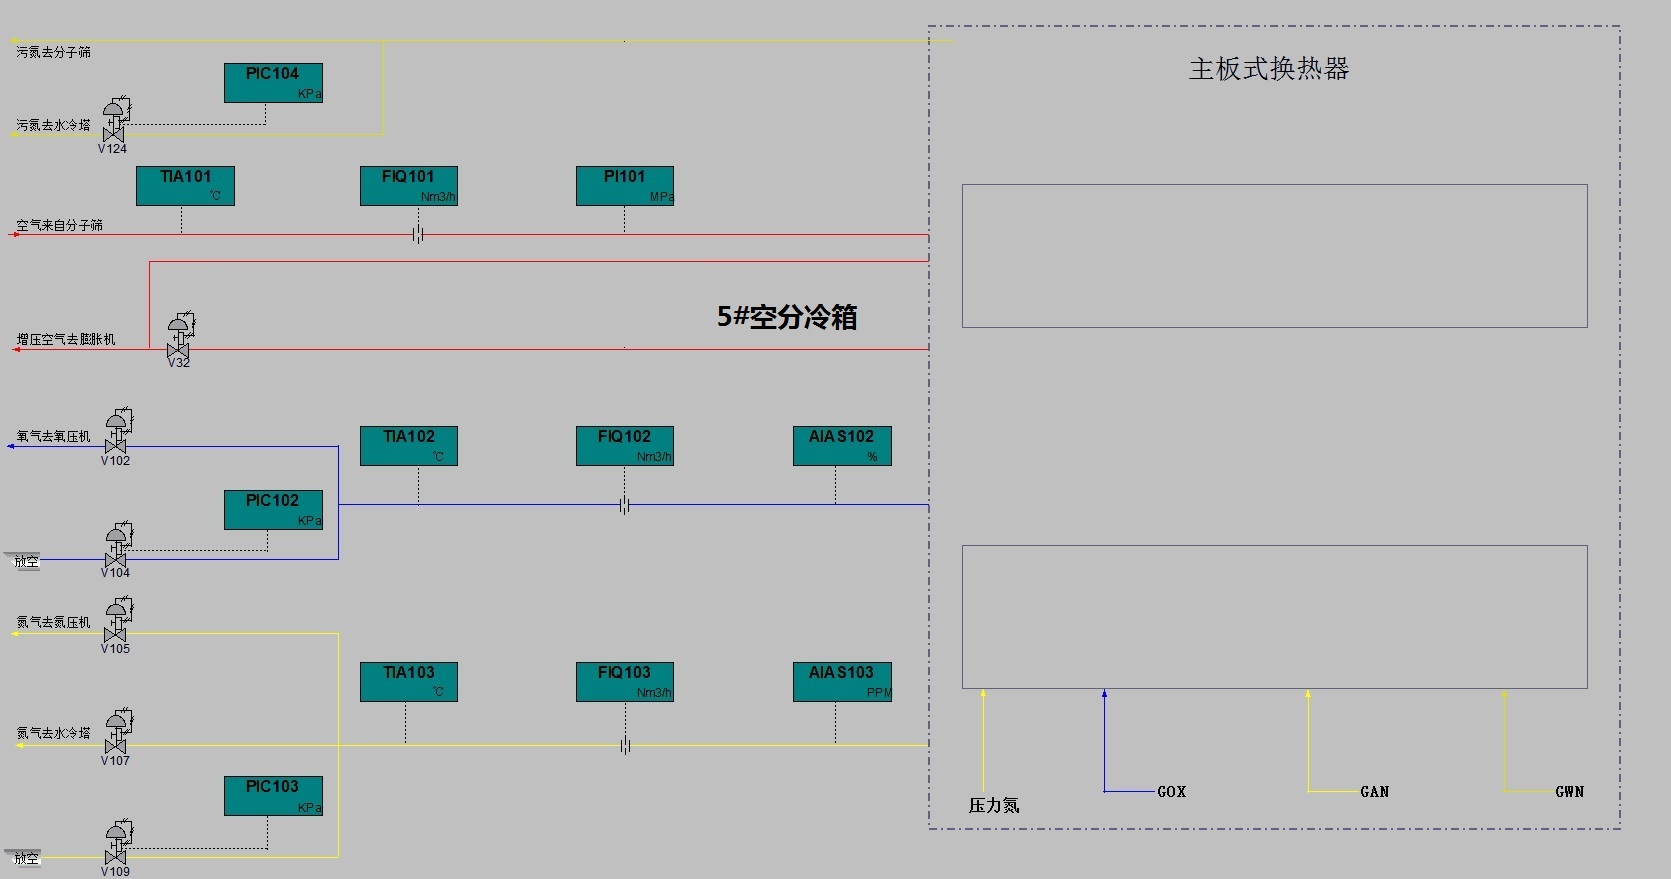 污氮去分子筛
主板式换热器
PIC104
KPa
污氮去水冷塔
V124
TIA101
℃
FIQ101
Nm3/h
PI101
MPa
空气来自分子筛
5#空分冷箱
增压空气去膨胀机
V32
氧气去氧压机
V102
TIA102
℃
FIQ102
Nm3/h
AIAS102
%
PIC102
KPa
放空
V104
氮气去氮压机
V105
TIA103
℃
FIQ103
Nm3/h
AIAS103
PPM
氮气去水冷塔
V107
PIC103
KPa
压力氮
GOX
GAN
GWN
放空
V109